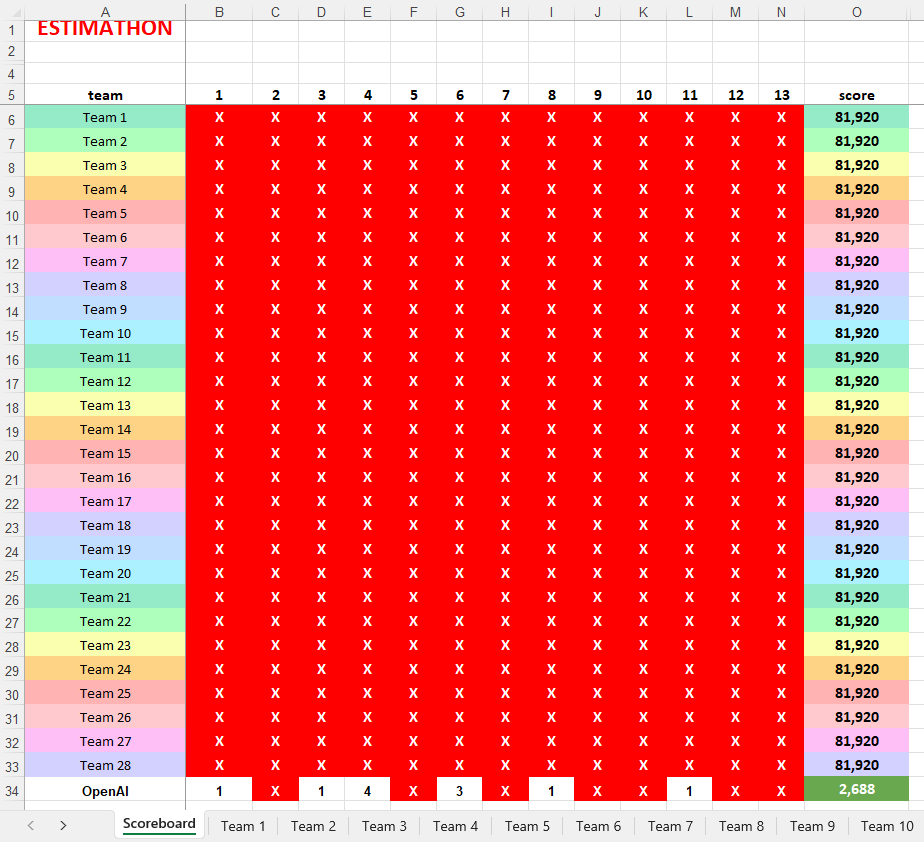 A B C D E F G H I J K L M N O
1 ESTIMATHON
2
4
5 team 1 2 3 4 5 6 7 8 9 10 11 12 13 score
6 Team 1 X X X X X X X X X X X X X 81,920
7 Team 2 X X X X X X X X X X X X X 81,920
8 Team 3 X X X X X X X X X X X X X 81,920
9 Team 4 X X X X X X X X X X X X X 81,920
10 Team 5 X X X X X X X X X X X X X 81,920
11 Team 6 X X X X X X X X X X X X X 81,920
12 Team 7 X X X X X X X X X X X X X 81,920
13 Team 8 X X X X X X X X X X X X X 81,920
14 Team 9 X X X X X X X X X X X X X 81,920
15 Team 10 X X X X X X X X X X X X X 81,920
16 Team 11 X X X X X X X X X X X X X 81,920
17 Team 12 X X X X X X X X X X X X X 81,920
18 Team 13 X X X X X X X X X X X X X 81,920
19 Team 14 X X X X X X X X X X X X X 81,920
20 Team 15 X X X X X X X X X X X X X 81,920
21 Team 16 X X X X X X X X X X X X X 81,920
22 Team 17 X X X X X X X X X X X X X 81,920
23 Team 18 X X X X X X X X X X X X X 81,920
24 Team 19 X X X X X X X X X X X X X 81,920
25 Team 20 X X X X X X X X X X X X X 81,920
26 Team 21 X X X X X X X X X X X X X 81,920
27 Team 22 X X X X X X X X X X X X X 81,920
28 Team 23 X X X X X X X X X X X X X 81,920
29 Team 24 X X X X X X X X X X X X X 81,920
30 Team 25 X X X X X X X X X X X X X 81,920
31 Team 26 X X X X X X X X X X X X X 81,920
32 Team 27 X X X X X X X X X X X X X 81,920
33 Team 28 X X X X X X X X X X X X X 81,920
34 OpenAI 1 X 1 4 X 3 X 1 X X 1 X X 2,688
Scoreboard Team 1 Team 2 Team 3 Team 4 Team 5 Team 6 Team 7 Team 8 Team 9 Team 10